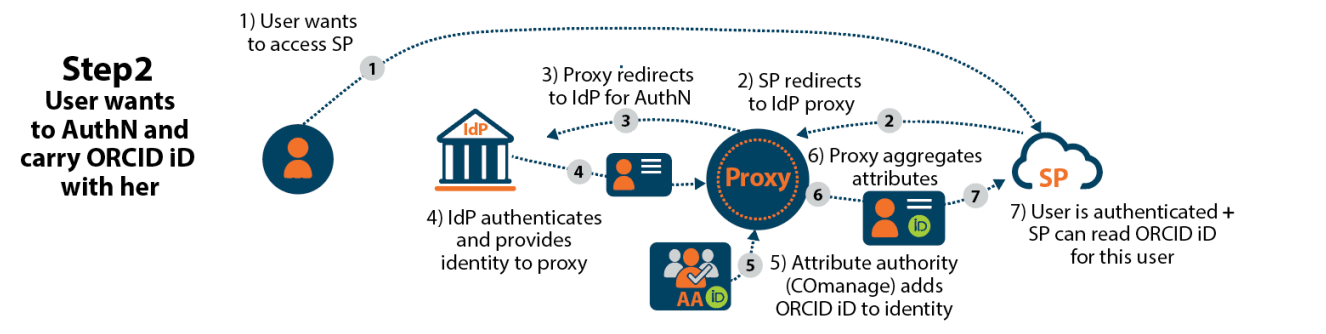 Step2
User wants
to AuthN and
carry ORCID iD
with her
1) User wants
to access SP
1
3) Proxy redirects
to IdP for AuthN
3
2) SP redirects
to IdP proxy
2
IdP
4
4) IdP authenticates
and provides
identity to proxy
Proxy
6) Proxy aggregates
attributes
6
iD
7
SP
7) User is authenticated +
SP can read ORCID iD
for this user
AA iD
5
5) Attribute authority
(COmanage) adds
ORCID iD to identity